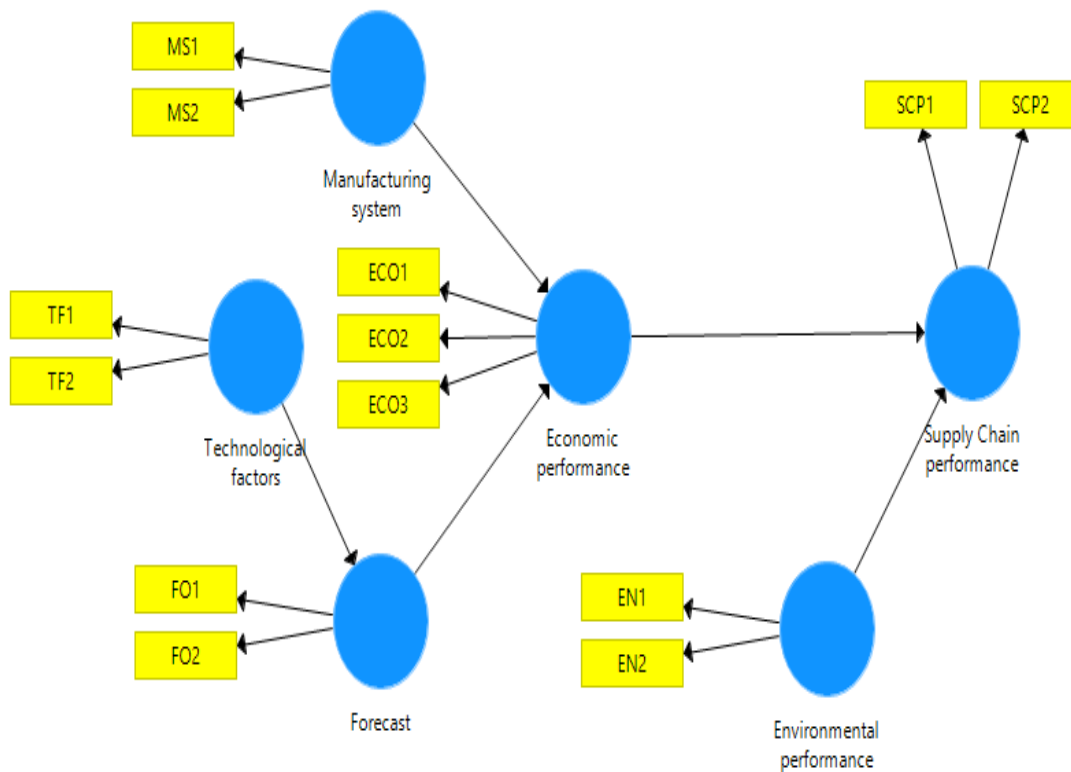 MS1
MS2
Manufacturing
system
SCP1
SCP2
TF1
TF2
Technological
factors
ECO1
ECO2
ECO3
Economic
performance
Supply Chain
performance
FO1
FO2
Forecast
EN1
EN2
Environmental
performance